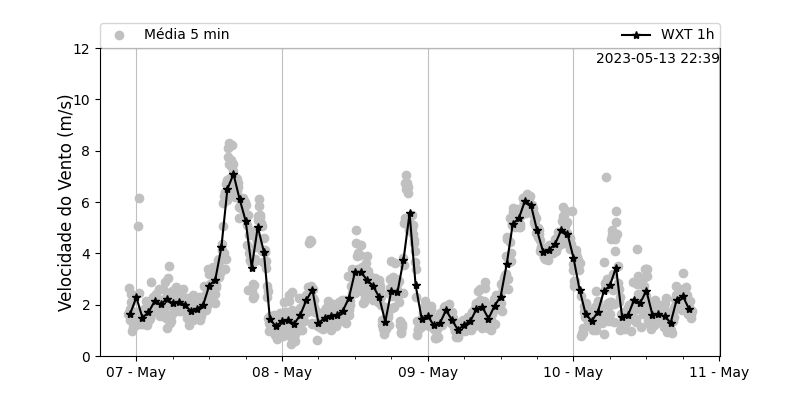 Média 5 min
WXT 1h
2023-05-13 22:39
Velocidade do Vento (m/s)
12
10
8
6
4
2
0
07 - May
08 - May
09 - May
10 - May
11 - May